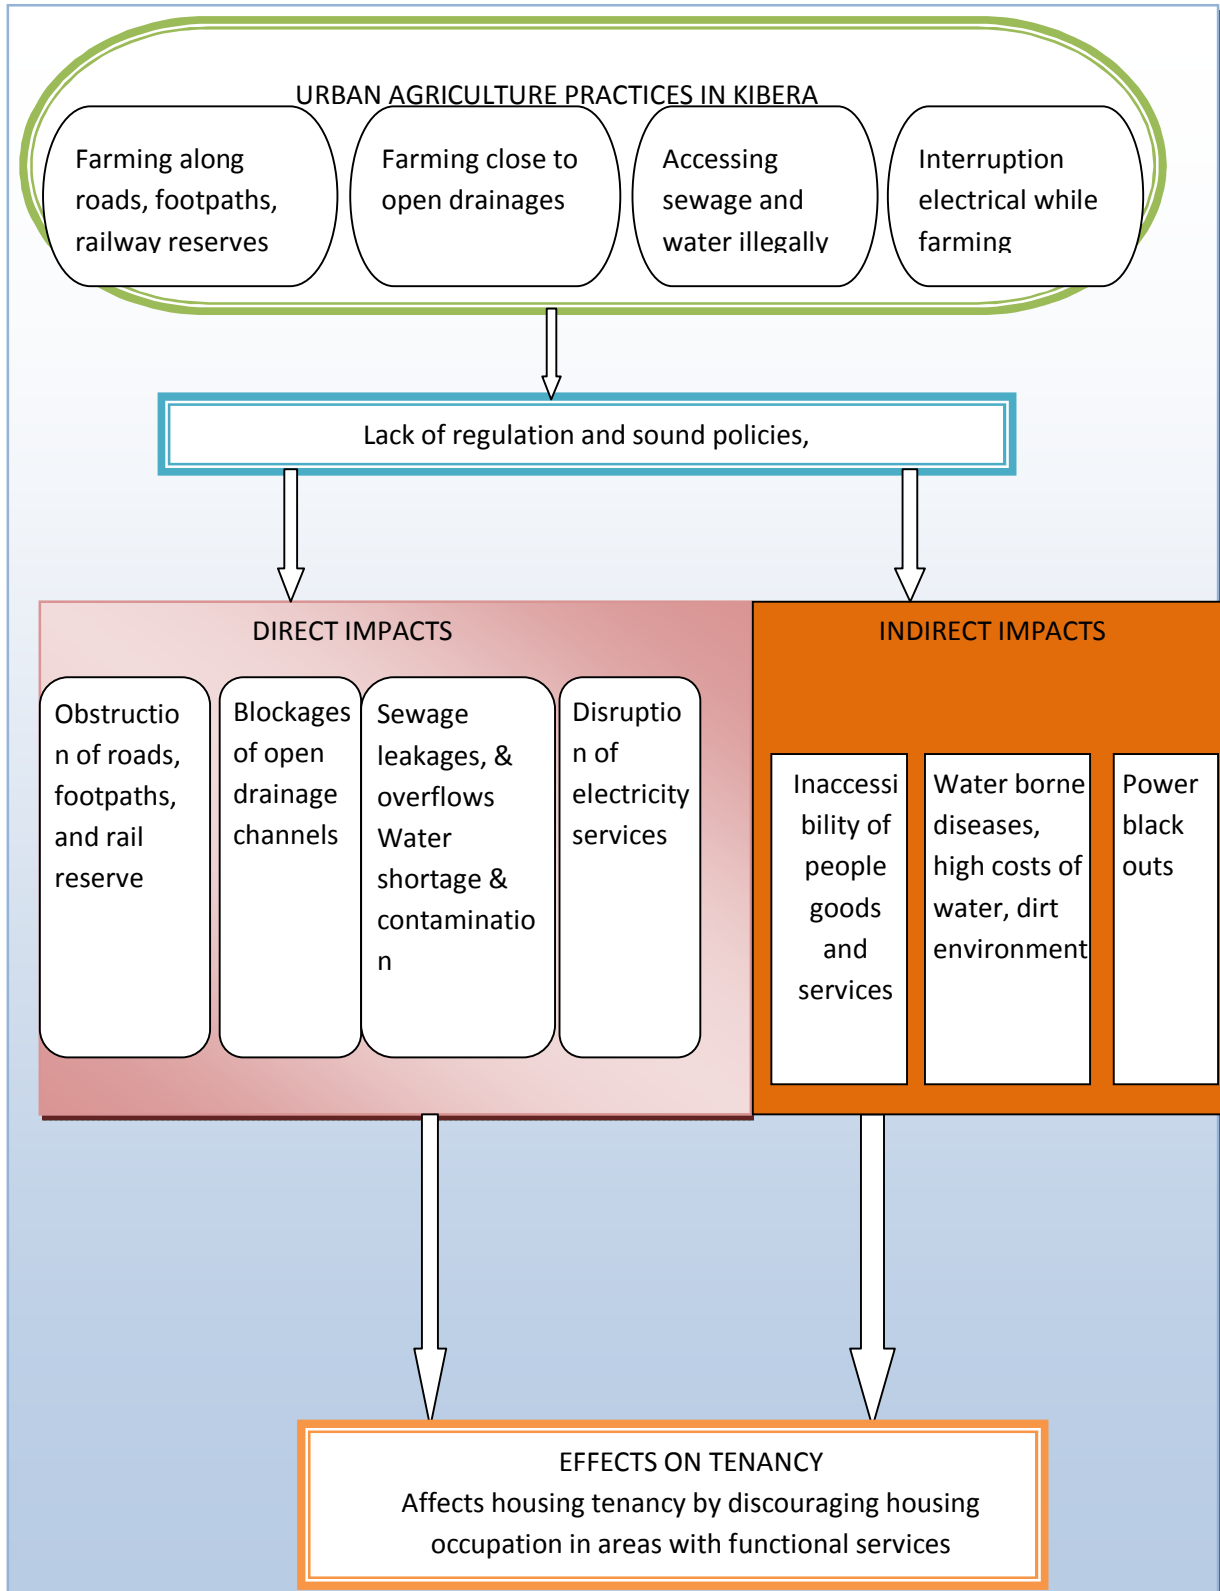 URBAN AGRICULTURE PRACTICES IN KIBERA
Farming along
roads, footpaths,
railway reserves
Farming close to
open drainages
Accessing
sewage and
water illegally
Interruption
electrical while
farming
Lack of regulation and sound policies,
DIRECT IMPACTS
Obstructio
n of roads,
footpaths,
and rail
reserve
Blockages
of open
drainage
channels
Sewage
leakages, &
overflows
Water
shortage &
contaminatio
n
Disruptio
n of
electricity
services
INDIRECT IMPACTS
Inaccessi
bility of
people
goods
and
services
Water borne
diseases,
high costs of
water, dirt
environment
Power
black
outs
EFFECTS ON TENANCY
Affects housing tenancy by discouraging housing
occupation in areas with functional services